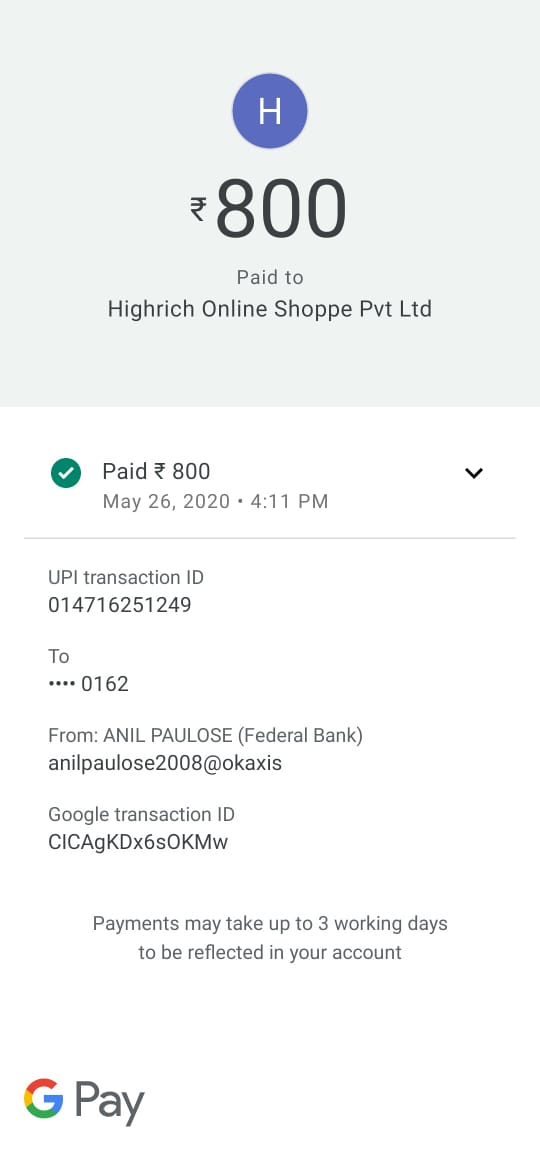 H
₹800
Paid to
Highrich Online Shoppe Pvt Ltd
Paid ₹ 800
May 26, 2020 • 4:11 PM
UPI transaction ID
014716251249
To
•••• 0162
From: ANIL PAULOSE (Federal Bank)
anilpaulose2008@okaxis
Google transaction ID
CICAgKDx6sOKMw
Payments may take up to 3 working days
to be reflected in your account
G Pay